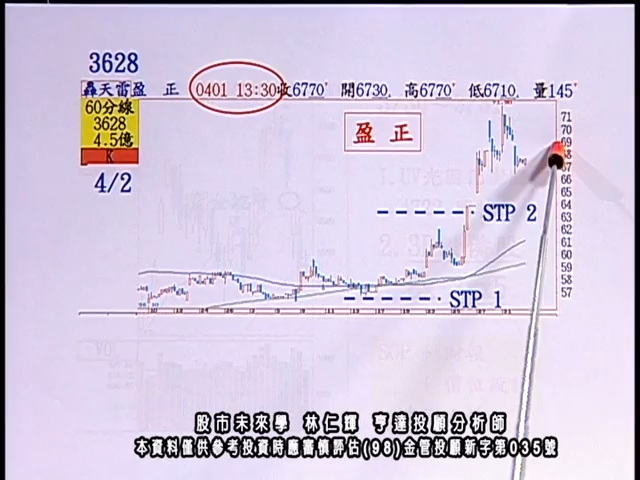 3628
轟天雷盈 正 0401 13:30收6770 開6730. 高6770 低6710. 量145
60分線
3628
4.5億
K
4/2
盈正
71
70
69
68
67
66
65
64
63
62
61
60
59
58
57
STP 2
STP 1
股市未來學 林仁輝 亨達投顧分析師
本資料僅供參考投資時應審慎評估(98)金管投顧新字第035號